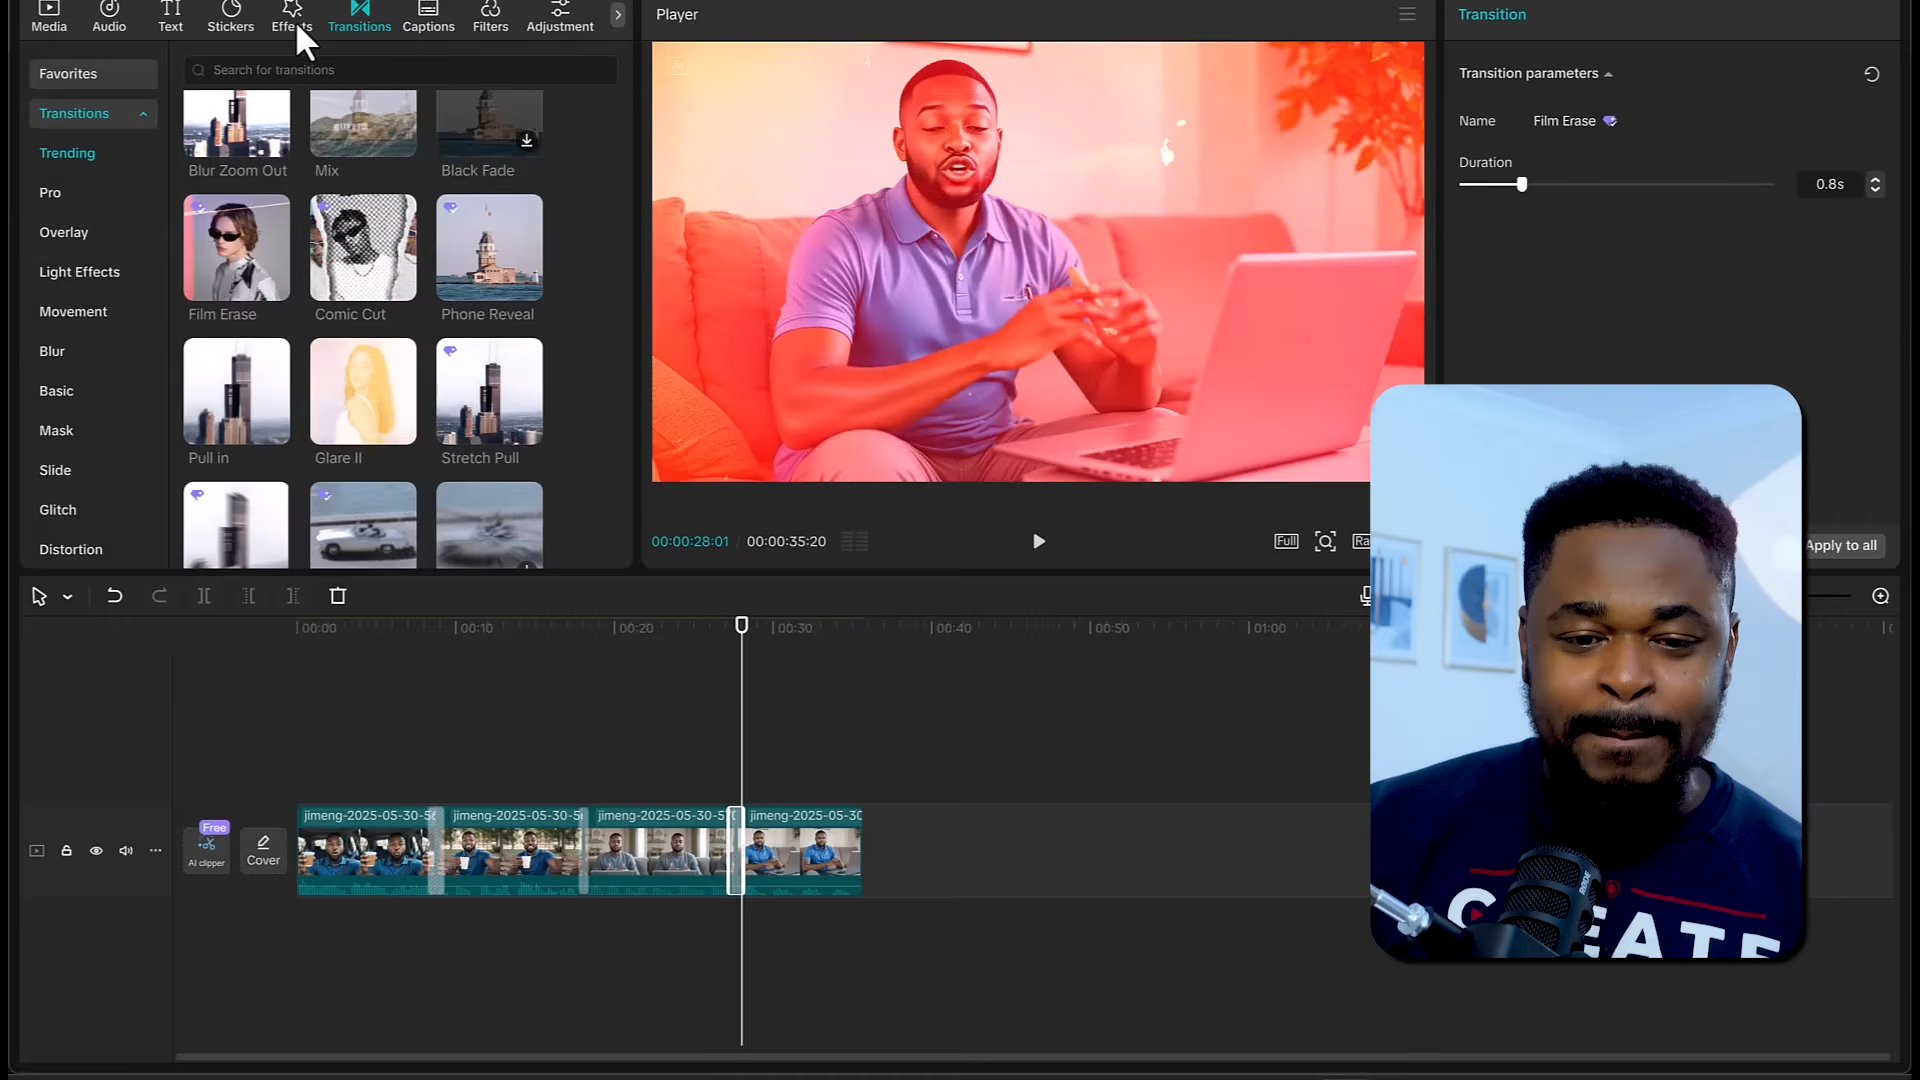 Media
Audio
Text
Stickers
Effects
Transitions
Captions
Filters
Adjustment
Player
Transition
Favorites
Search for transitions
Transition parameters
Transitions
Name
Film Erase
Trending
Duration
Blur Zoom Out
Mix
Black Fade
0.8s
Pro
Overlay
Light Effects
Movement
Film Erase
Comic Cut
Phone Reveal
Blur
Basic
Mask
Pull in
Glare II
Stretch Pull
Slide
Glitch
00:00:28:01 / 00:00:35:20
Full
Ra
Apply to all
Distortion
00:00
00:10
00:20
00:30
00:40
00:50
01:00
jimeng-2025-05-30-5
jimeng-2025-05-30-5
jimeng-2025-05-30-5
jimeng-2025-05-30
Free
AI clipper
Cover
RØDE
CREATE